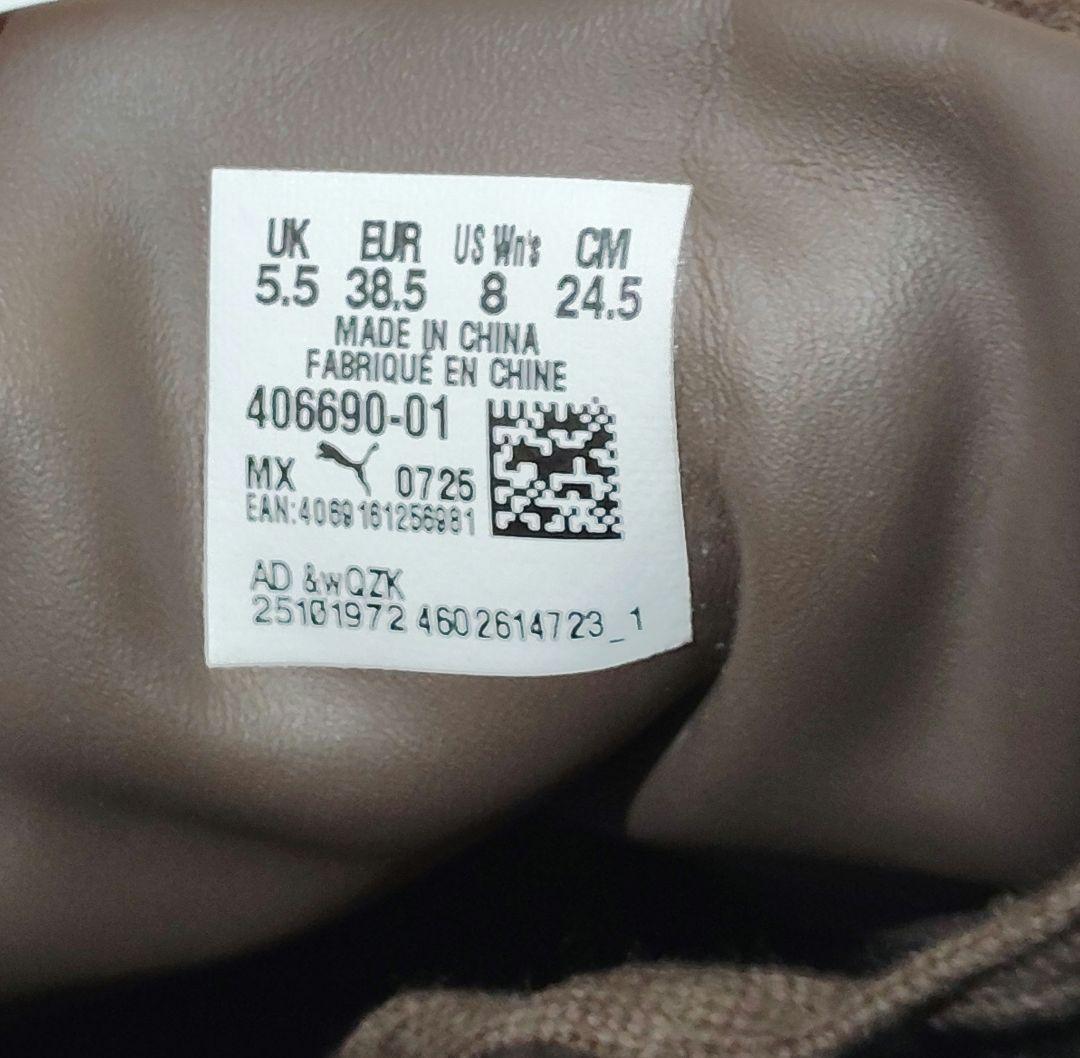 UK EUR US Wn's CM
5.5 38.5 8 24.5
MADE IN CHINA
FABRIQUÉ EN CHINE
406690-01
MX 0725
EAN:4069161256981
AD &wQZK
25101972 4602614723_1